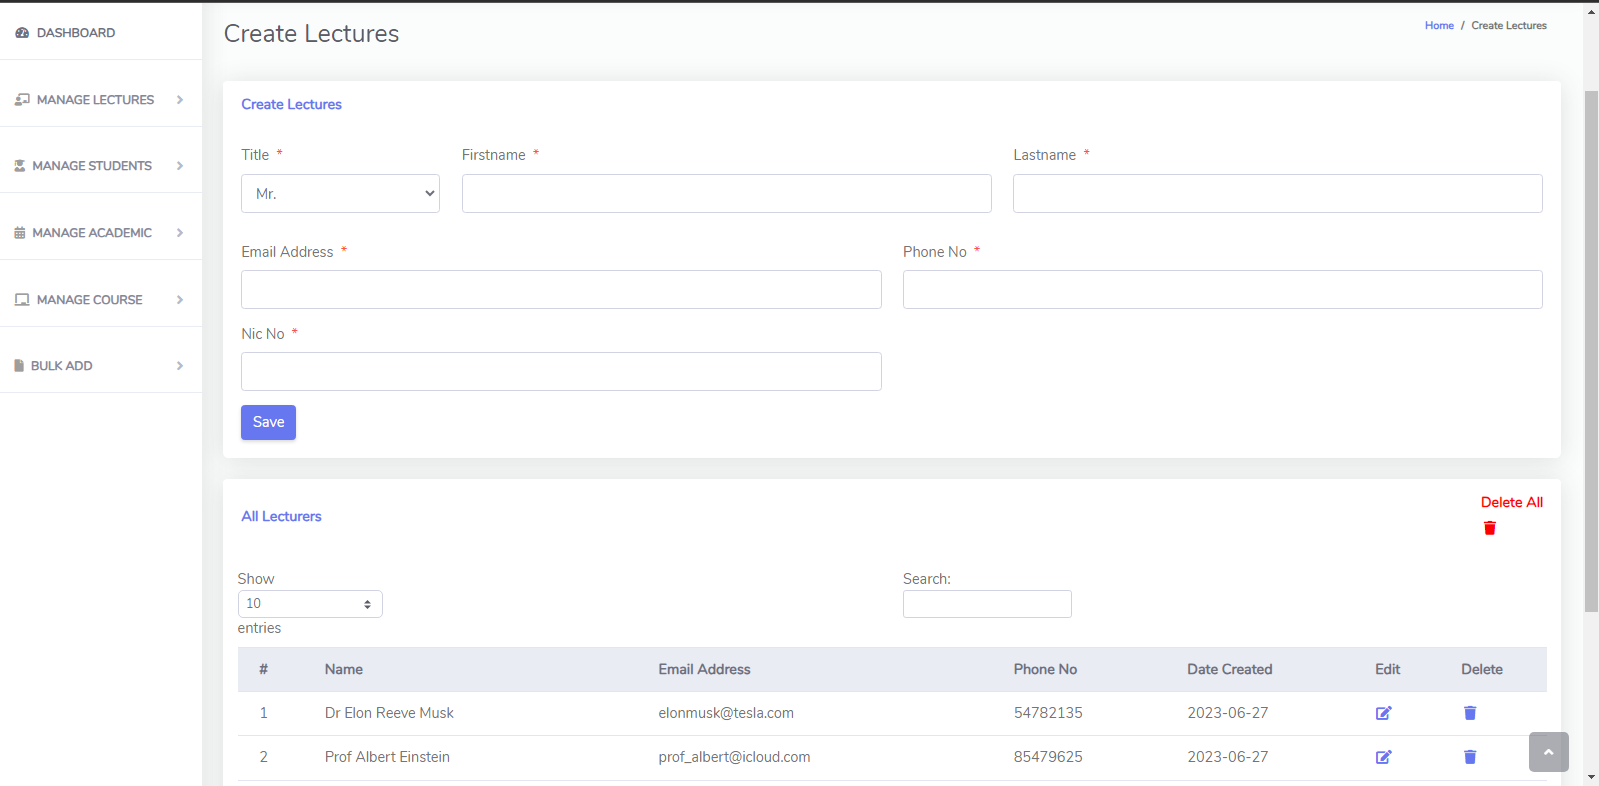 DASHBOARD
MANAGE LECTURES
MANAGE STUDENTS
MANAGE ACADEMIC
MANAGE COURSE
BULK ADD
Create Lectures
Home / Create Lectures
Create Lectures
Title * Firstname * Lastname *
Mr.
Email Address * Phone No *
Nic No *
Save
All Lecturers
Delete All
Show
10
entries
Search:
# Name Email Address Phone No Date Created Edit Delete
1 Dr Elon Reeve Musk elonmusk@tesla.com 54782135 2023-06-27
2 Prof Albert Einstein prof_albert@icloud.com 85479625 2023-06-27